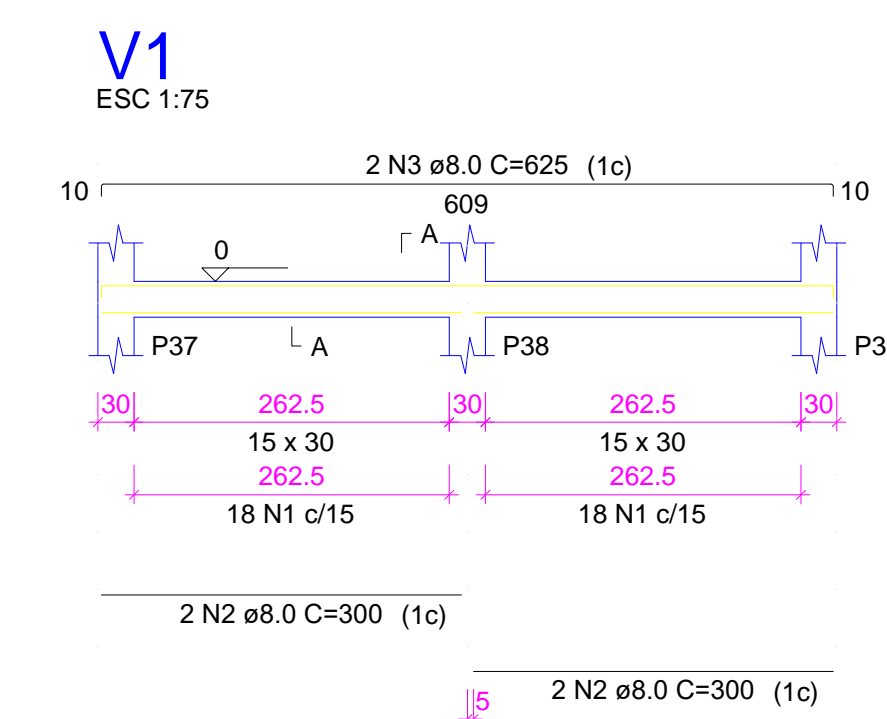 V1
ESC 1:75
2 N3 ø8.0 C=625 (1c)
10
10
609
A
0
P37
A
P38
P3
30
262.5
30
262.5
30
15 x 30
15 x 30
262.5
262.5
18 N1 c/15
18 N1 c/15
2 N2 ø8.0 C=300 (1c)
2 N2 ø8.0 C=300 (1c)
5